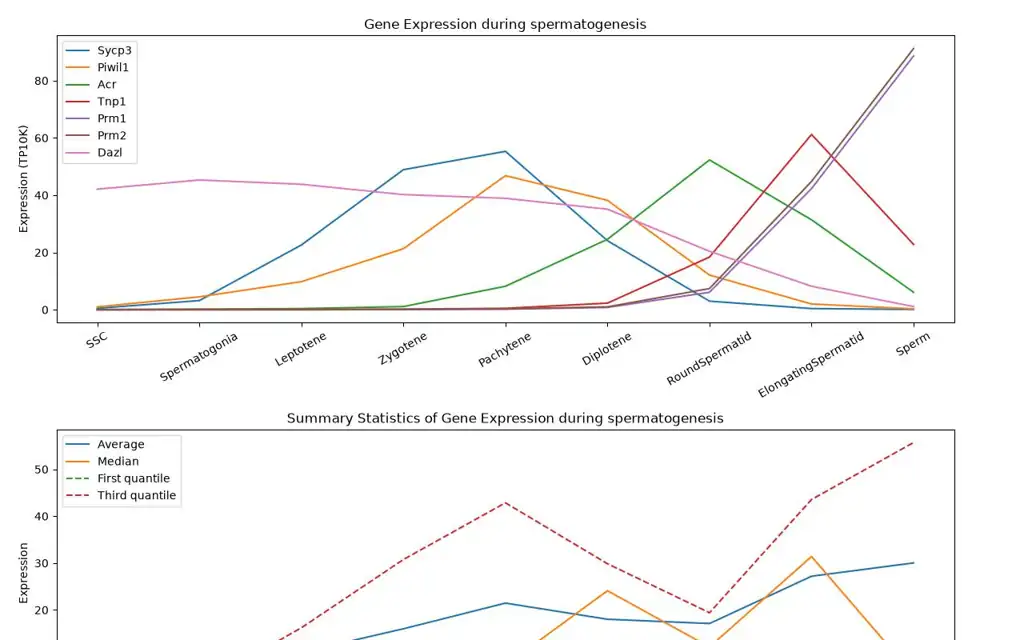 Gene Expression during spermatogenesis
Sycp3
Piwil1
Acr
Tnp1
Prm1
Prm2
Dazl
Expression (TP10K)
80
60
40
20
0
SSC
Spermatogonia
Leptotene
Zygotene
Pachytene
Diplotene
RoundSpermatid
ElongatingSpermatid
Sperm
Summary Statistics of Gene Expression during spermatogenesis
Average
Median
First quantile
Third quantile
Expression
50
40
30
20